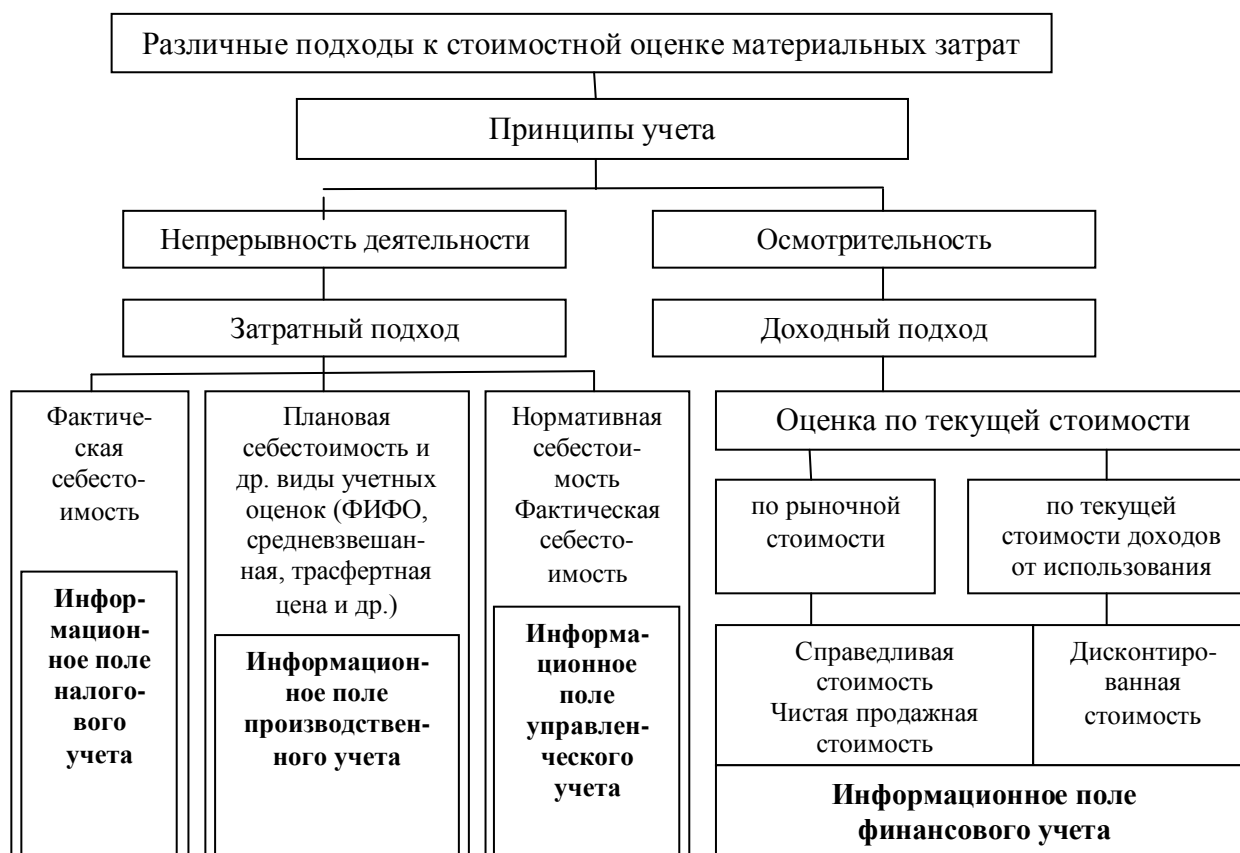 Различные подходы к стоимостной оценке материальных затрат
Принципы учета
Непрерывность деятельности
Осмотрительность
Затратный подход
Доходный подход
Фактиче-
ская
себесто-
имость
Информ-
мацион-
ное поле
налого-
вого
учета
Плановая
себестоимость и
др. виды учетных
оценок (ФИФО,
средневзвешан-
ная, трасфертная
цена и др.)
Информацион-
ное поле
производствен-
ного учета
Нормативная
себестои-
мость
Фактическая
себесто-
имость
Информа-
ционное
поле
управлен-
ческого
учета
Оценка по текущей стоимости
по рыночной
стоимости
по текущей
стоимости доходов
от использования
Справедливая
стоимость
Чистая продажная
стоимость
Дисконтиро-
ванная
стоимость
Информационное поле
финансового учета